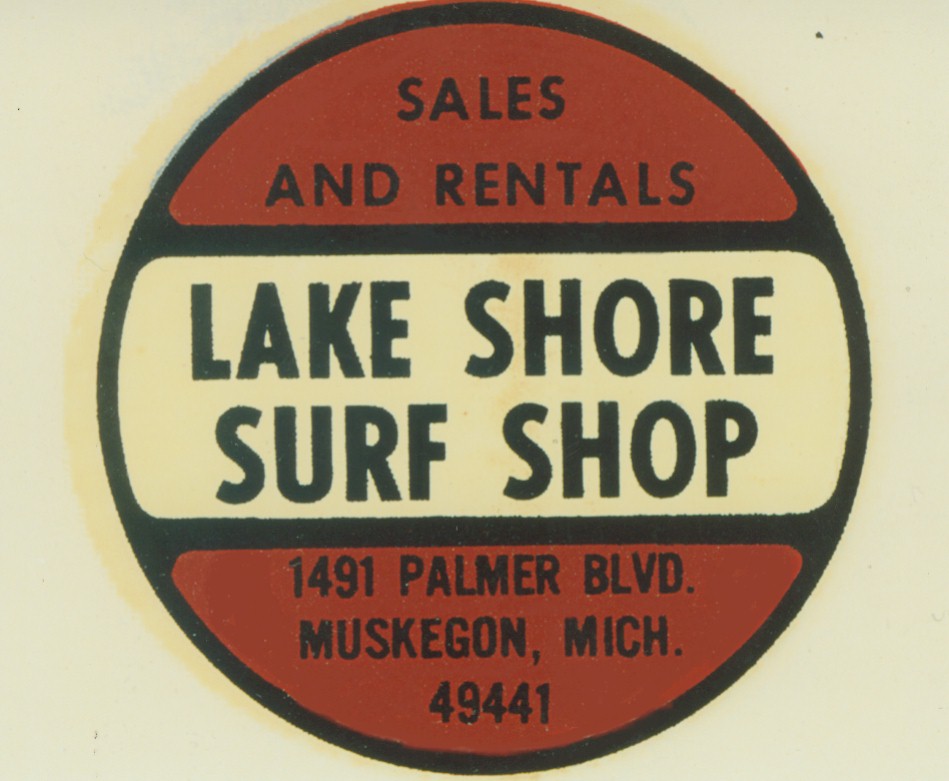 SALES
AND RENTALS
LAKE SHORE
SURF SHOP
1491 PALMER BLVD.
MUSKEGON, MICH.
49441